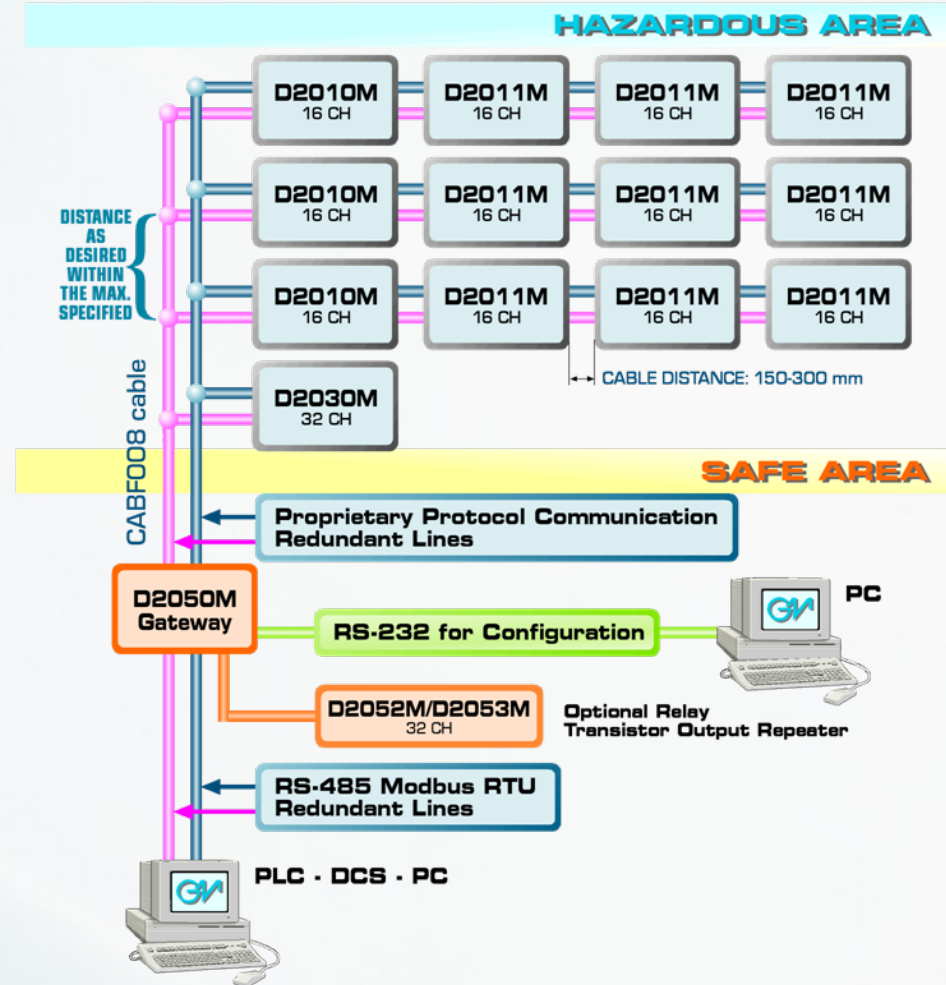 HAZARDOUS AREA
D2010M
16 CH
D2011M
16 CH
D2011M
16 CH
D2011M
16 CH
D2010M
16 CH
D2011M
16 CH
D2011M
16 CH
D2011M
16 CH
DISTANCE
AS
DESIRED
WITHIN
THE MAX.
SPECIFIED
D2010M
16 CH
D2011M
16 CH
D2011M
16 CH
D2011M
16 CH
CABLE DISTANCE: 150-300 mm
D2030M
32 CH
CABF008 cable
SAFE AREA
Proprietary Protocol Communication
Redundant Lines
D2050M
Gateway
RS-232 for Configuration
GM
PC
D2052M/D2053M
32 CH
Optional Relay
Transistor Output Repeater
RS-485 Modbus RTU
Redundant Lines
GM
PLC - DCS - PC